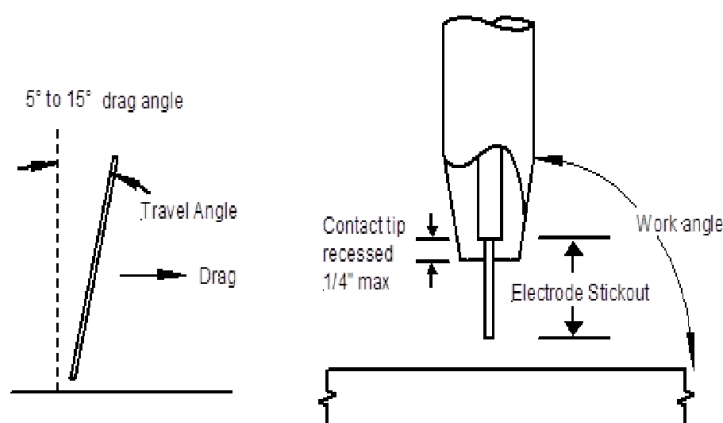 5° to 15° drag angle
Travel Angle
Drag
Contact tip
recessed
1/4" max
Work angle
Electrode Stickout